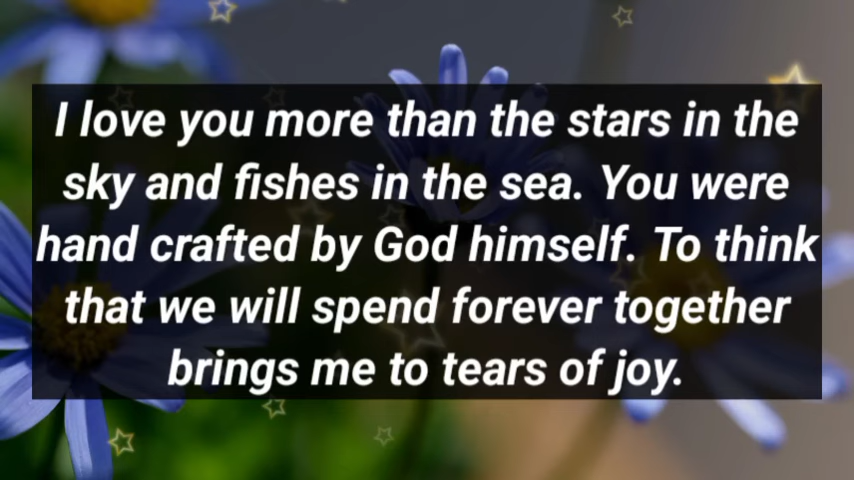 I love you more than the stars in the
sky and fishes in the sea. You were
hand crafted by God himself. To think
that we will spend forever together
brings me to tears of joy.